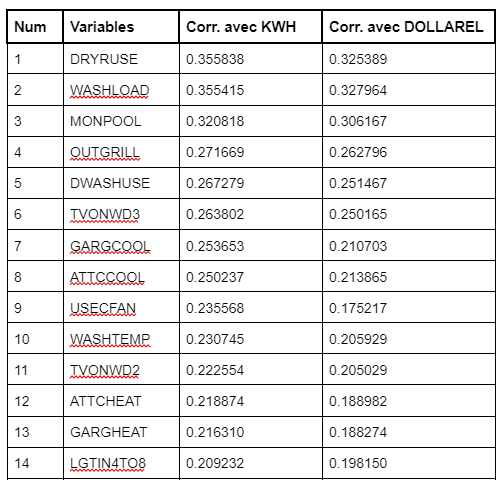 Num Variables Corr. avec KWH Corr. avec DOLLAREL
1 DRYRUSE 0.355838 0.325389
2 WASHLOAD 0.355415 0.327964
3 MONPOOL 0.320818 0.306167
4 OUTGRILL 0.271669 0.262796
5 DWASHUSE 0.267279 0.251467
6 TVONWD3 0.263802 0.250165
7 GARGCOOL 0.253653 0.210703
8 ATTCCOOL 0.250237 0.213865
9 USECFAN 0.235568 0.175217
10 WASHTEMP 0.230745 0.205929
11 TVONWD2 0.222554 0.205029
12 ATTCHEAT 0.218874 0.188982
13 GARGHEAT 0.216310 0.188274
14 LGTIN4TO8 0.209232 0.198150